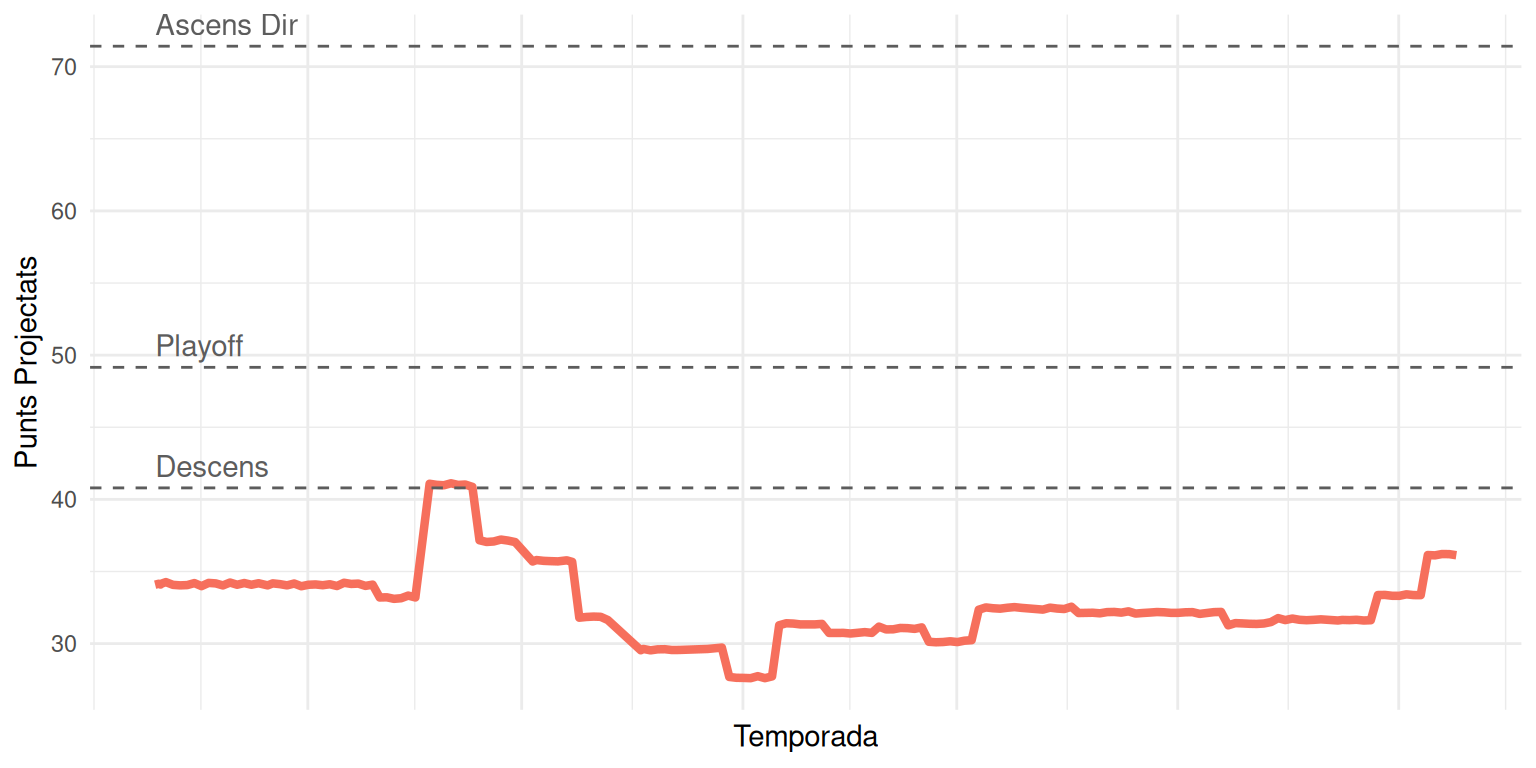 Ascens Dir
70
60
Playoff
50
Descens
40
30
Punts Projectats
Temporada